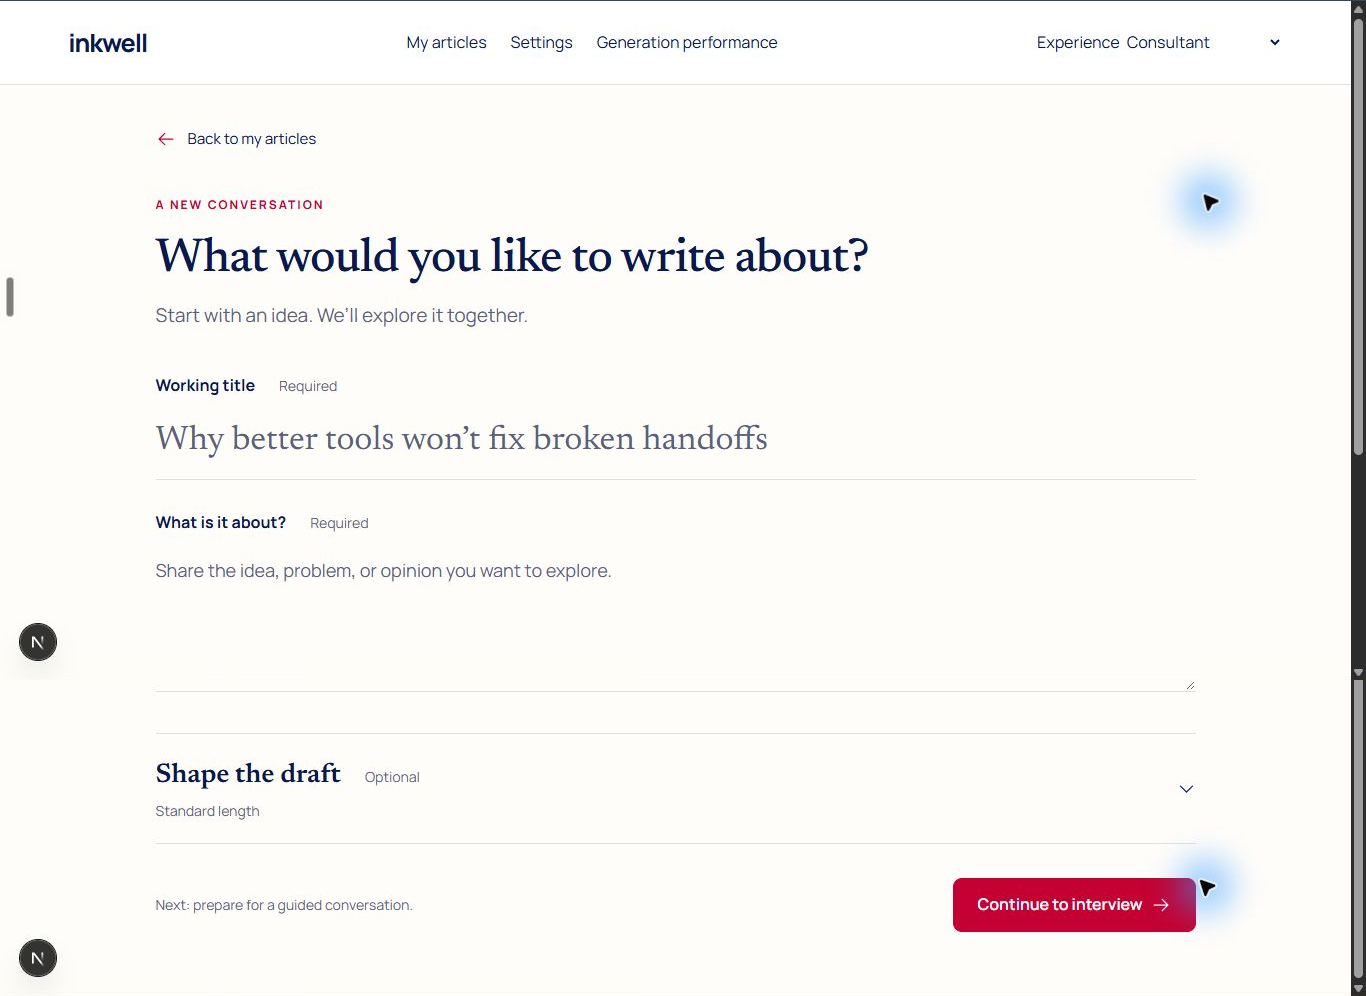 inkwell
My articles Settings Generation performance
Experience Consultant
Back to my articles
A NEW CONVERSATION
What would you like to write about?
Start with an idea. We’ll explore it together.
Working title Required
Why better tools won’t fix broken handoffs
What is it about? Required
Share the idea, problem, or opinion you want to explore.
N
Shape the draft Optional
Standard length
Next: prepare for a guided conversation.
Continue to interview
N